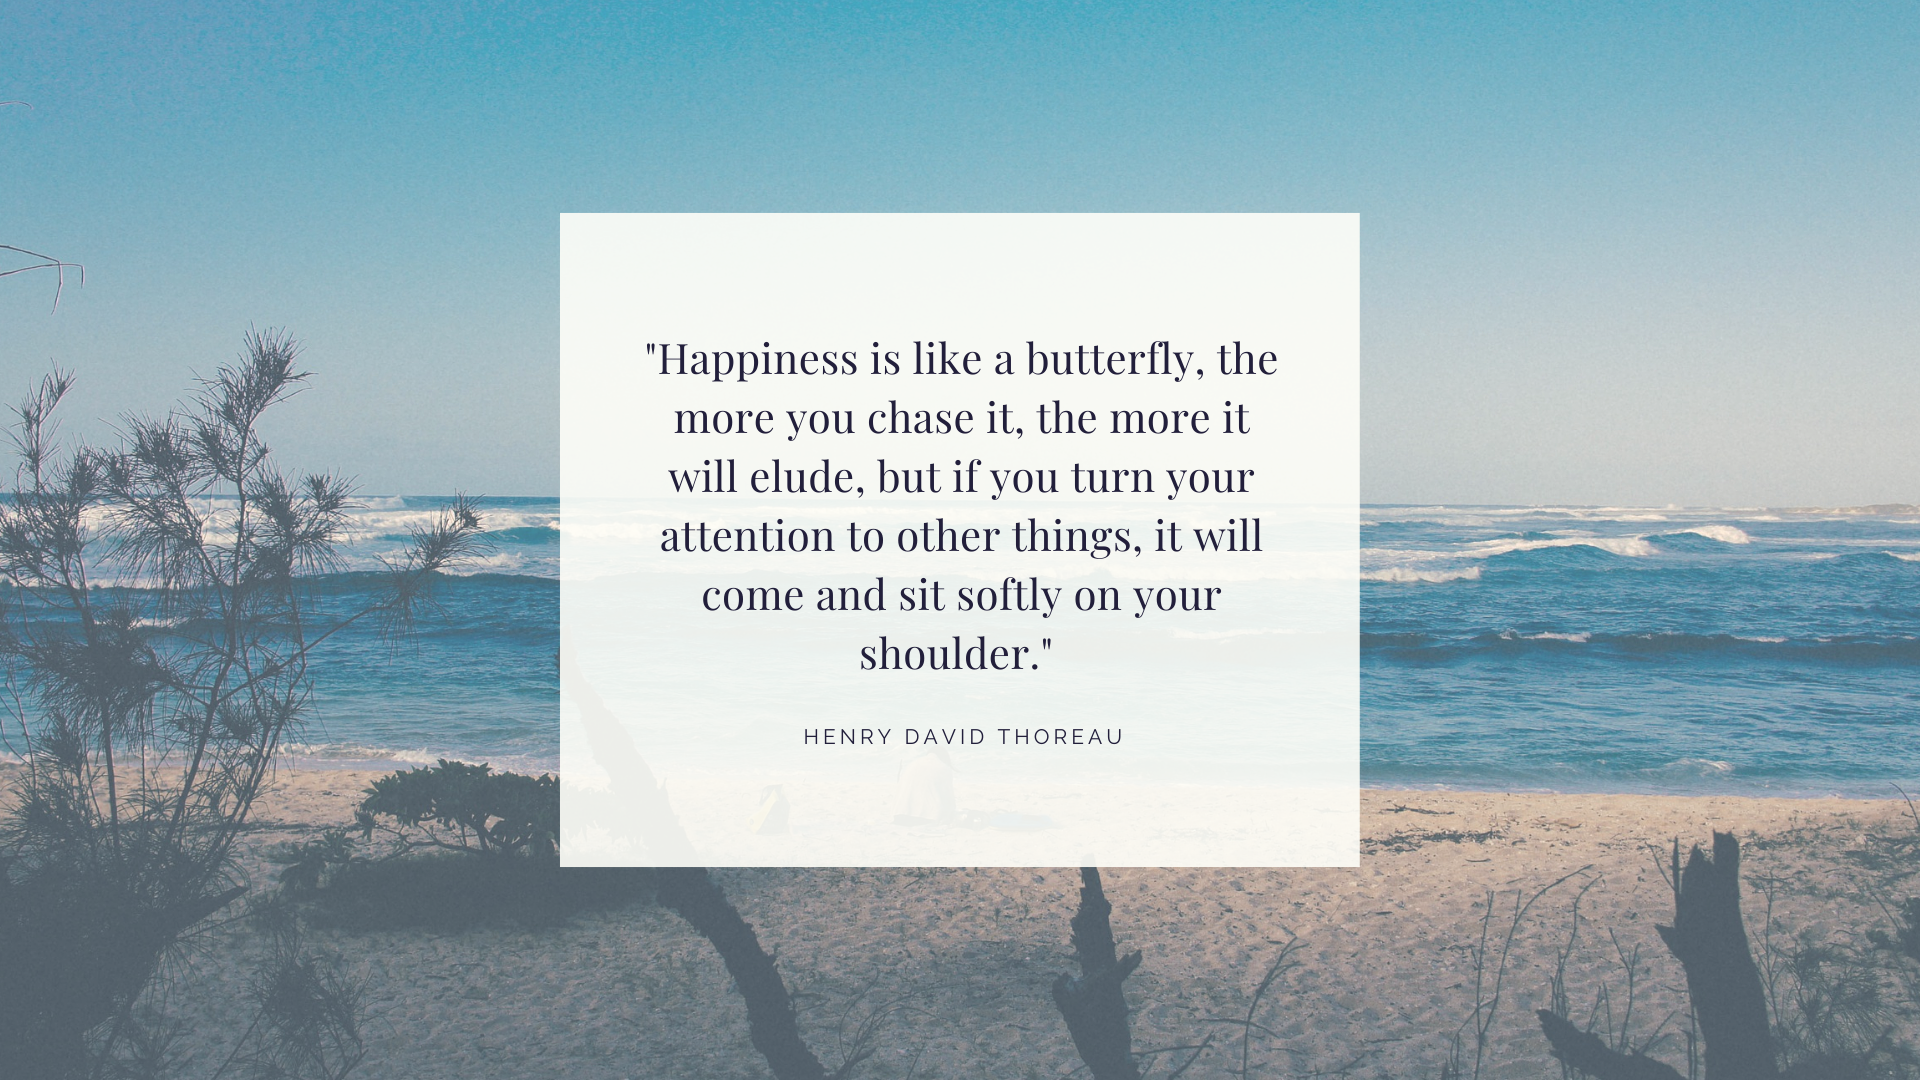 "Happiness is like a butterfly, the
more you chase it, the more it
will elude, but if you turn your
attention to other things, it will
come and sit softly on your
shoulder."
HENRY DAVID THOREAU